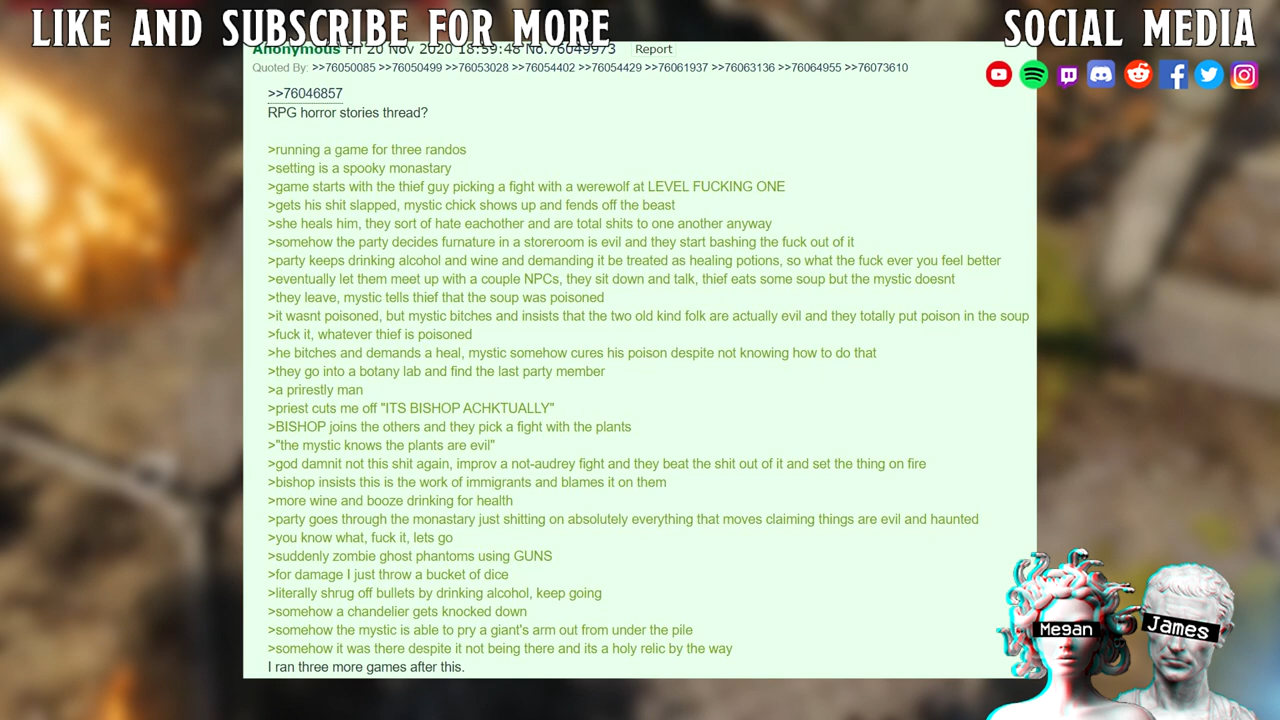 LIKE AND SUBSCRIBE FOR MORE
SOCIAL MEDIA
Anonymous Fri 20 Nov 2020 18:59:48 No.76049973 Report
Quoted By: >>76050085 >>76050499 >>76053028 >>76054402 >>76054429 >>76061937 >>76063136 >>76064955 >>76073610
>>76046857
RPG horror stories thread?
>running a game for three randos
>setting is a spooky monastary
>game starts with the thief guy picking a fight with a werewolf at LEVEL FUCKING ONE
>gets his shit slapped, mystic chick shows up and fends off the beast
>she heals him, they sort of hate eachother and are total shits to one another anyway
>somehow the party decides furnature in a storeroom is evil and they start bashing the fuck out of it
>party keeps drinking alcohol and wine and demanding it be treated as healing potions, so what the fuck ever you feel better
>eventually let them meet up with a couple NPCs, they sit down and talk, thief eats some soup but the mystic doesnt
>they leave, mystic tells thief that the soup was poisoned
>it wasnt poisoned, but mystic bitches and insists that the two old kind folk are actually evil and they totally put poison in the soup
>fuck it, whatever thief is poisoned
>he bitches and demands a heal, mystic somehow cures his poison despite not knowing how to do that
>they go into a botany lab and find the last party member
>a prirestly man
>priest cuts me off "ITS BISHOP ACHKTUALLY"
>BISHOP joins the others and they pick a fight with the plants
>"the mystic knows the plants are evil"
>god damnit not this shit again, improv a not-audrey fight and they beat the shit out of it and set the thing on fire
>bishop insists this is the work of immigrants and blames it on them
>more wine and booze drinking for health
>party goes through the monastary just shitting on absolutely everything that moves claiming things are evil and haunted
>you know what, fuck it, lets go
>suddenly zombie ghost phantoms using GUNS
>for damage I just throw a bucket of dice
>literally shrug off bullets by drinking alcohol, keep going
>somehow a chandelier gets knocked down
>somehow the mystic is able to pry a giant's arm out from under the pile
>somehow it was there despite it not being there and its a holy relic by the way
I ran three more games after this.
Megan
James